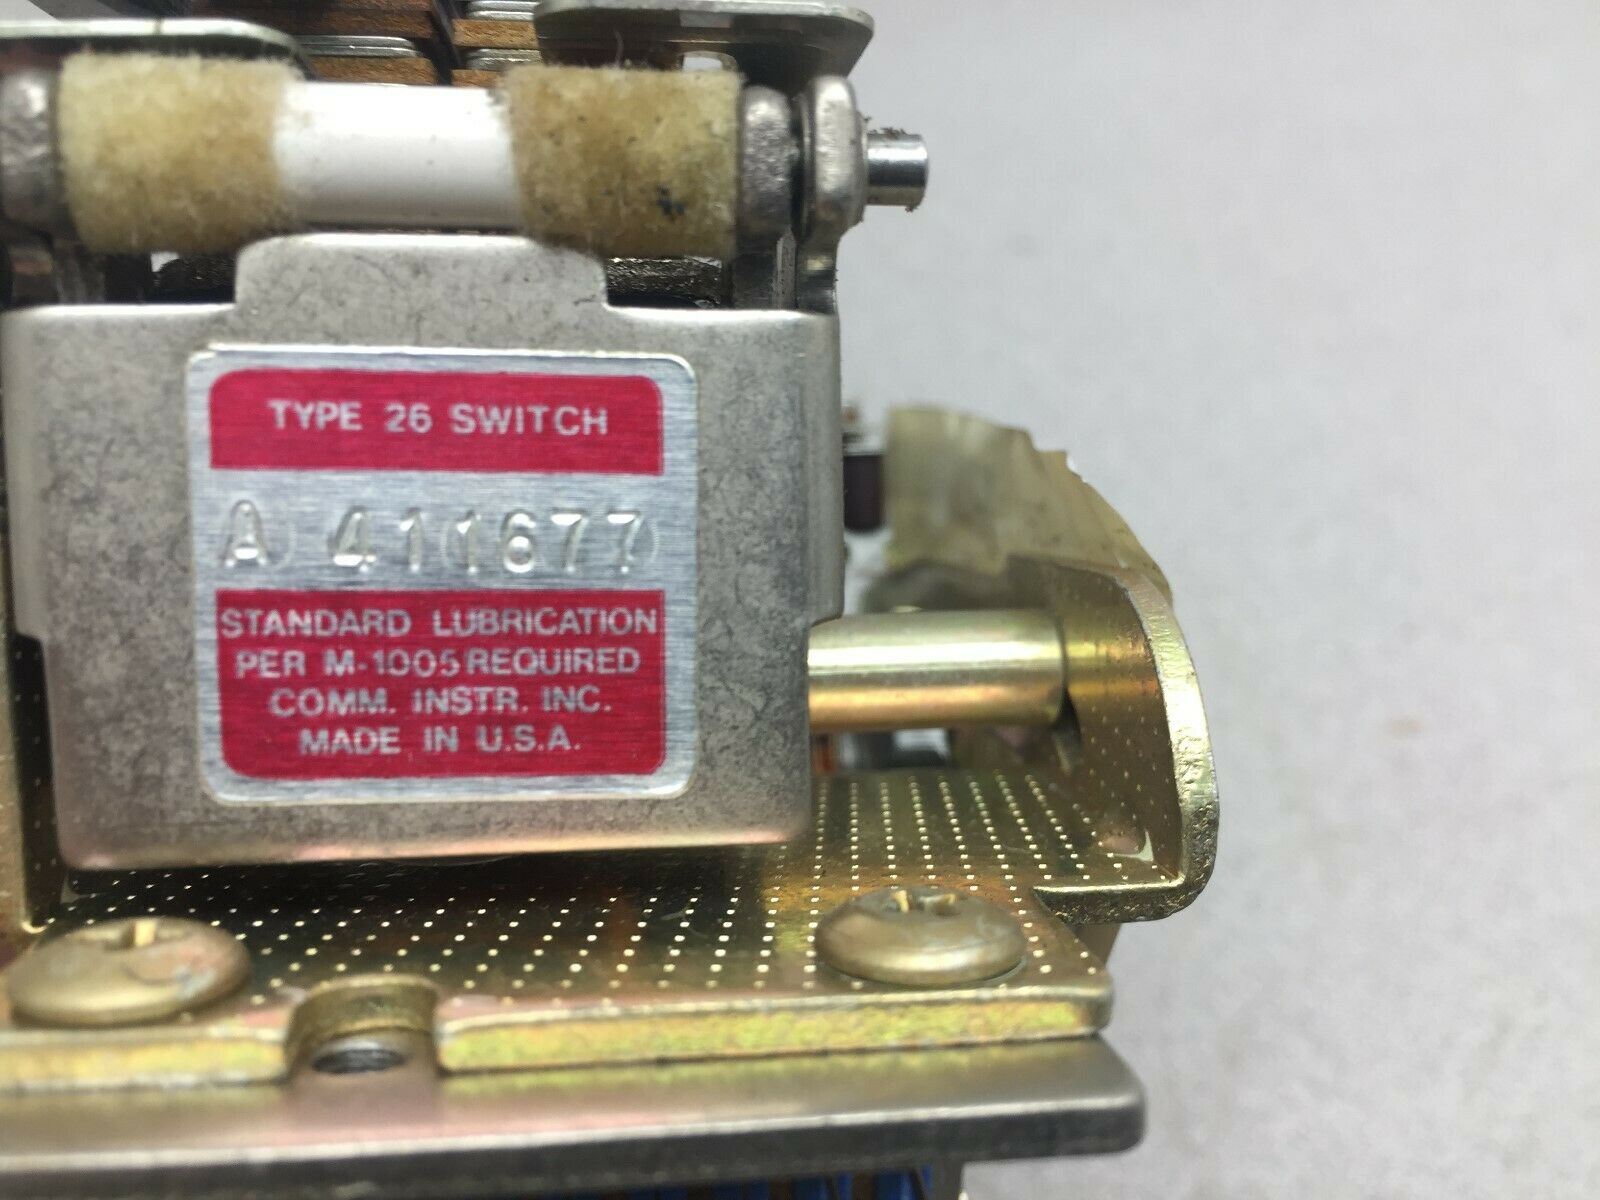 TYPE 26 SWITCH
A 411677
STANDARD LUBRICATION
PER M-1005 REQUIRED
COMM. INSTR. INC.
MADE IN U.S.A.